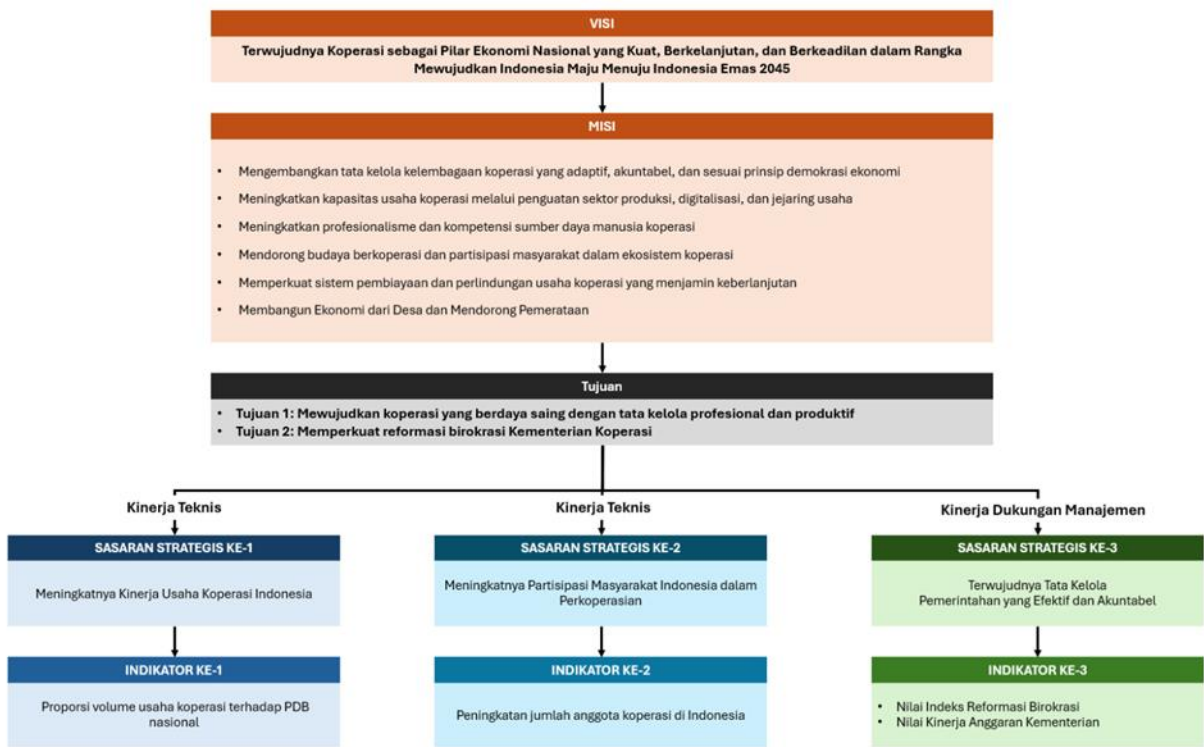 VISI
Terwujudnya Koperasi sebagai Pilar Ekonomi Nasional yang Kuat, Berkelanjutan, dan Berkeadilan dalam Rangka
Mewujudkan Indonesia Maju Menuju Indonesia Emas 2045
MISI
• Mengembangkan tata kelola kelembagaan koperasi yang adaptif, akuntabel, dan sesuai prinsip demokrasi ekonomi
• Meningkatkan kapasitas usaha koperasi melalui penguatan sektor produksi, digitalisasi, dan jejaring usaha
• Meningkatkan profesionalisme dan kompetensi sumber daya manusia koperasi
• Mendorong budaya berkoperasi dan partisipasi masyarakat dalam ekosistem koperasi
• Memperkuat sistem pembiayaan dan perlindungan usaha koperasi yang menjamin keberlanjutan
• Membangun Ekonomi dari Desa dan Mendorong Pemerataan
Tujuan
• Tujuan 1: Mewujudkan koperasi yang berdaya saing dengan tata kelola profesional dan produktif
• Tujuan 2: Memperkuat reformasi birokrasi Kementerian Koperasi
Kinerja Teknis
SASARAN STRATEGIS KE-1
Meningkatnya Kinerja Usaha Koperasi Indonesia
INDIKATOR KE-1
Proporsi volume usaha koperasi terhadap PDB
nasional
Kinerja Teknis
SASARAN STRATEGIS KE-2
Meningkatnya Partisipasi Masyarakat Indonesia dalam
Perkoperasian
INDIKATOR KE-2
Peningkatan jumlah anggota koperasi di Indonesia
Kinerja Dukungan Manajemen
SASARAN STRATEGIS KE-3
Terwujudnya Tata Kelola
Pemerintahan yang Efektif dan Akuntabel
INDIKATOR KE-3
• Nilai Indeks Reformasi Birokrasi
• Nilai Kinerja Anggaran Kementerian